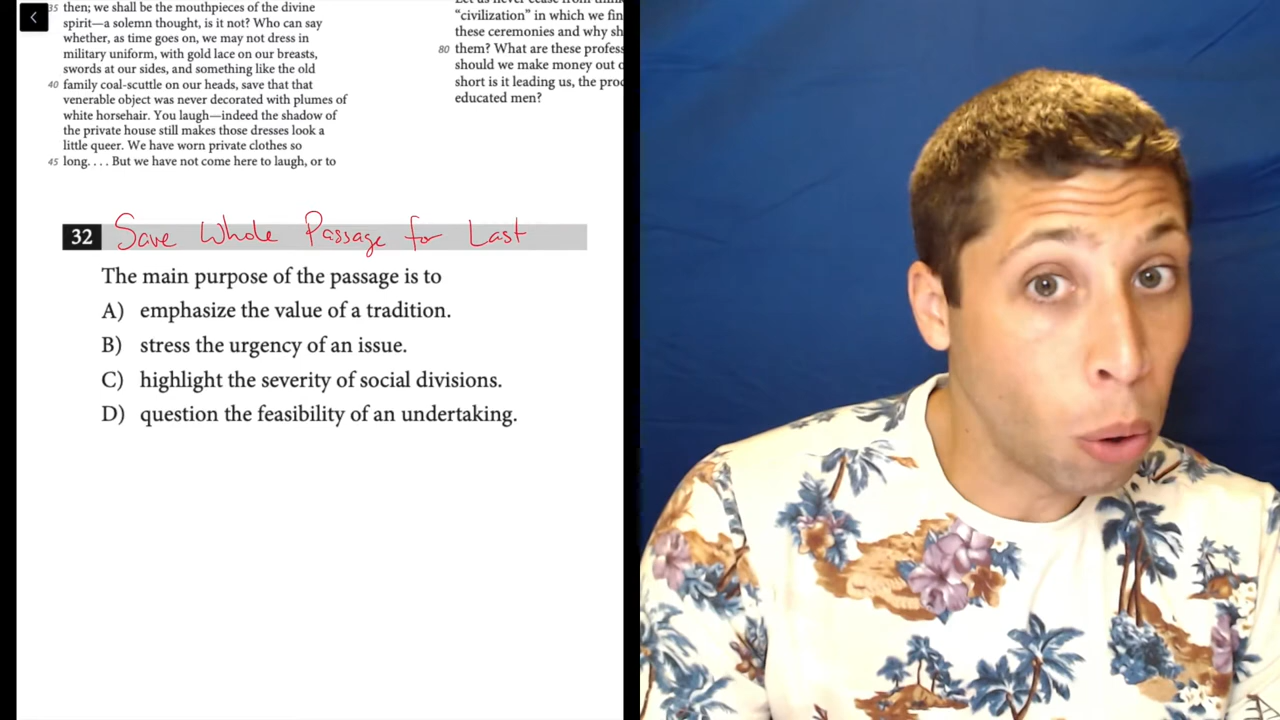 35 then; we shall be the mouthpieces of the divine
spirit—a solemn thought, is it not? Who can say
whether, as time goes on, we may not dress in
military uniform, with gold lace on our breasts,
swords at our sides, and something like the old
40 family coal-scuttle on our heads, save that that
venerable object was never decorated with plumes of
white horsehair. You laugh—indeed the shadow of
the private house still makes those dresses look a
little queer. We have worn private clothes so
45 long. . . . But we have not come here to laugh, or to
“civilization” in which we fin
these ceremonies and why sh
80 them? What are these profess
should we make money out o
short is it leading us, the proc
educated men?
32 Save Whole Passage for Last
The main purpose of the passage is to
A) emphasize the value of a tradition.
B) stress the urgency of an issue.
C) highlight the severity of social divisions.
D) question the feasibility of an undertaking.